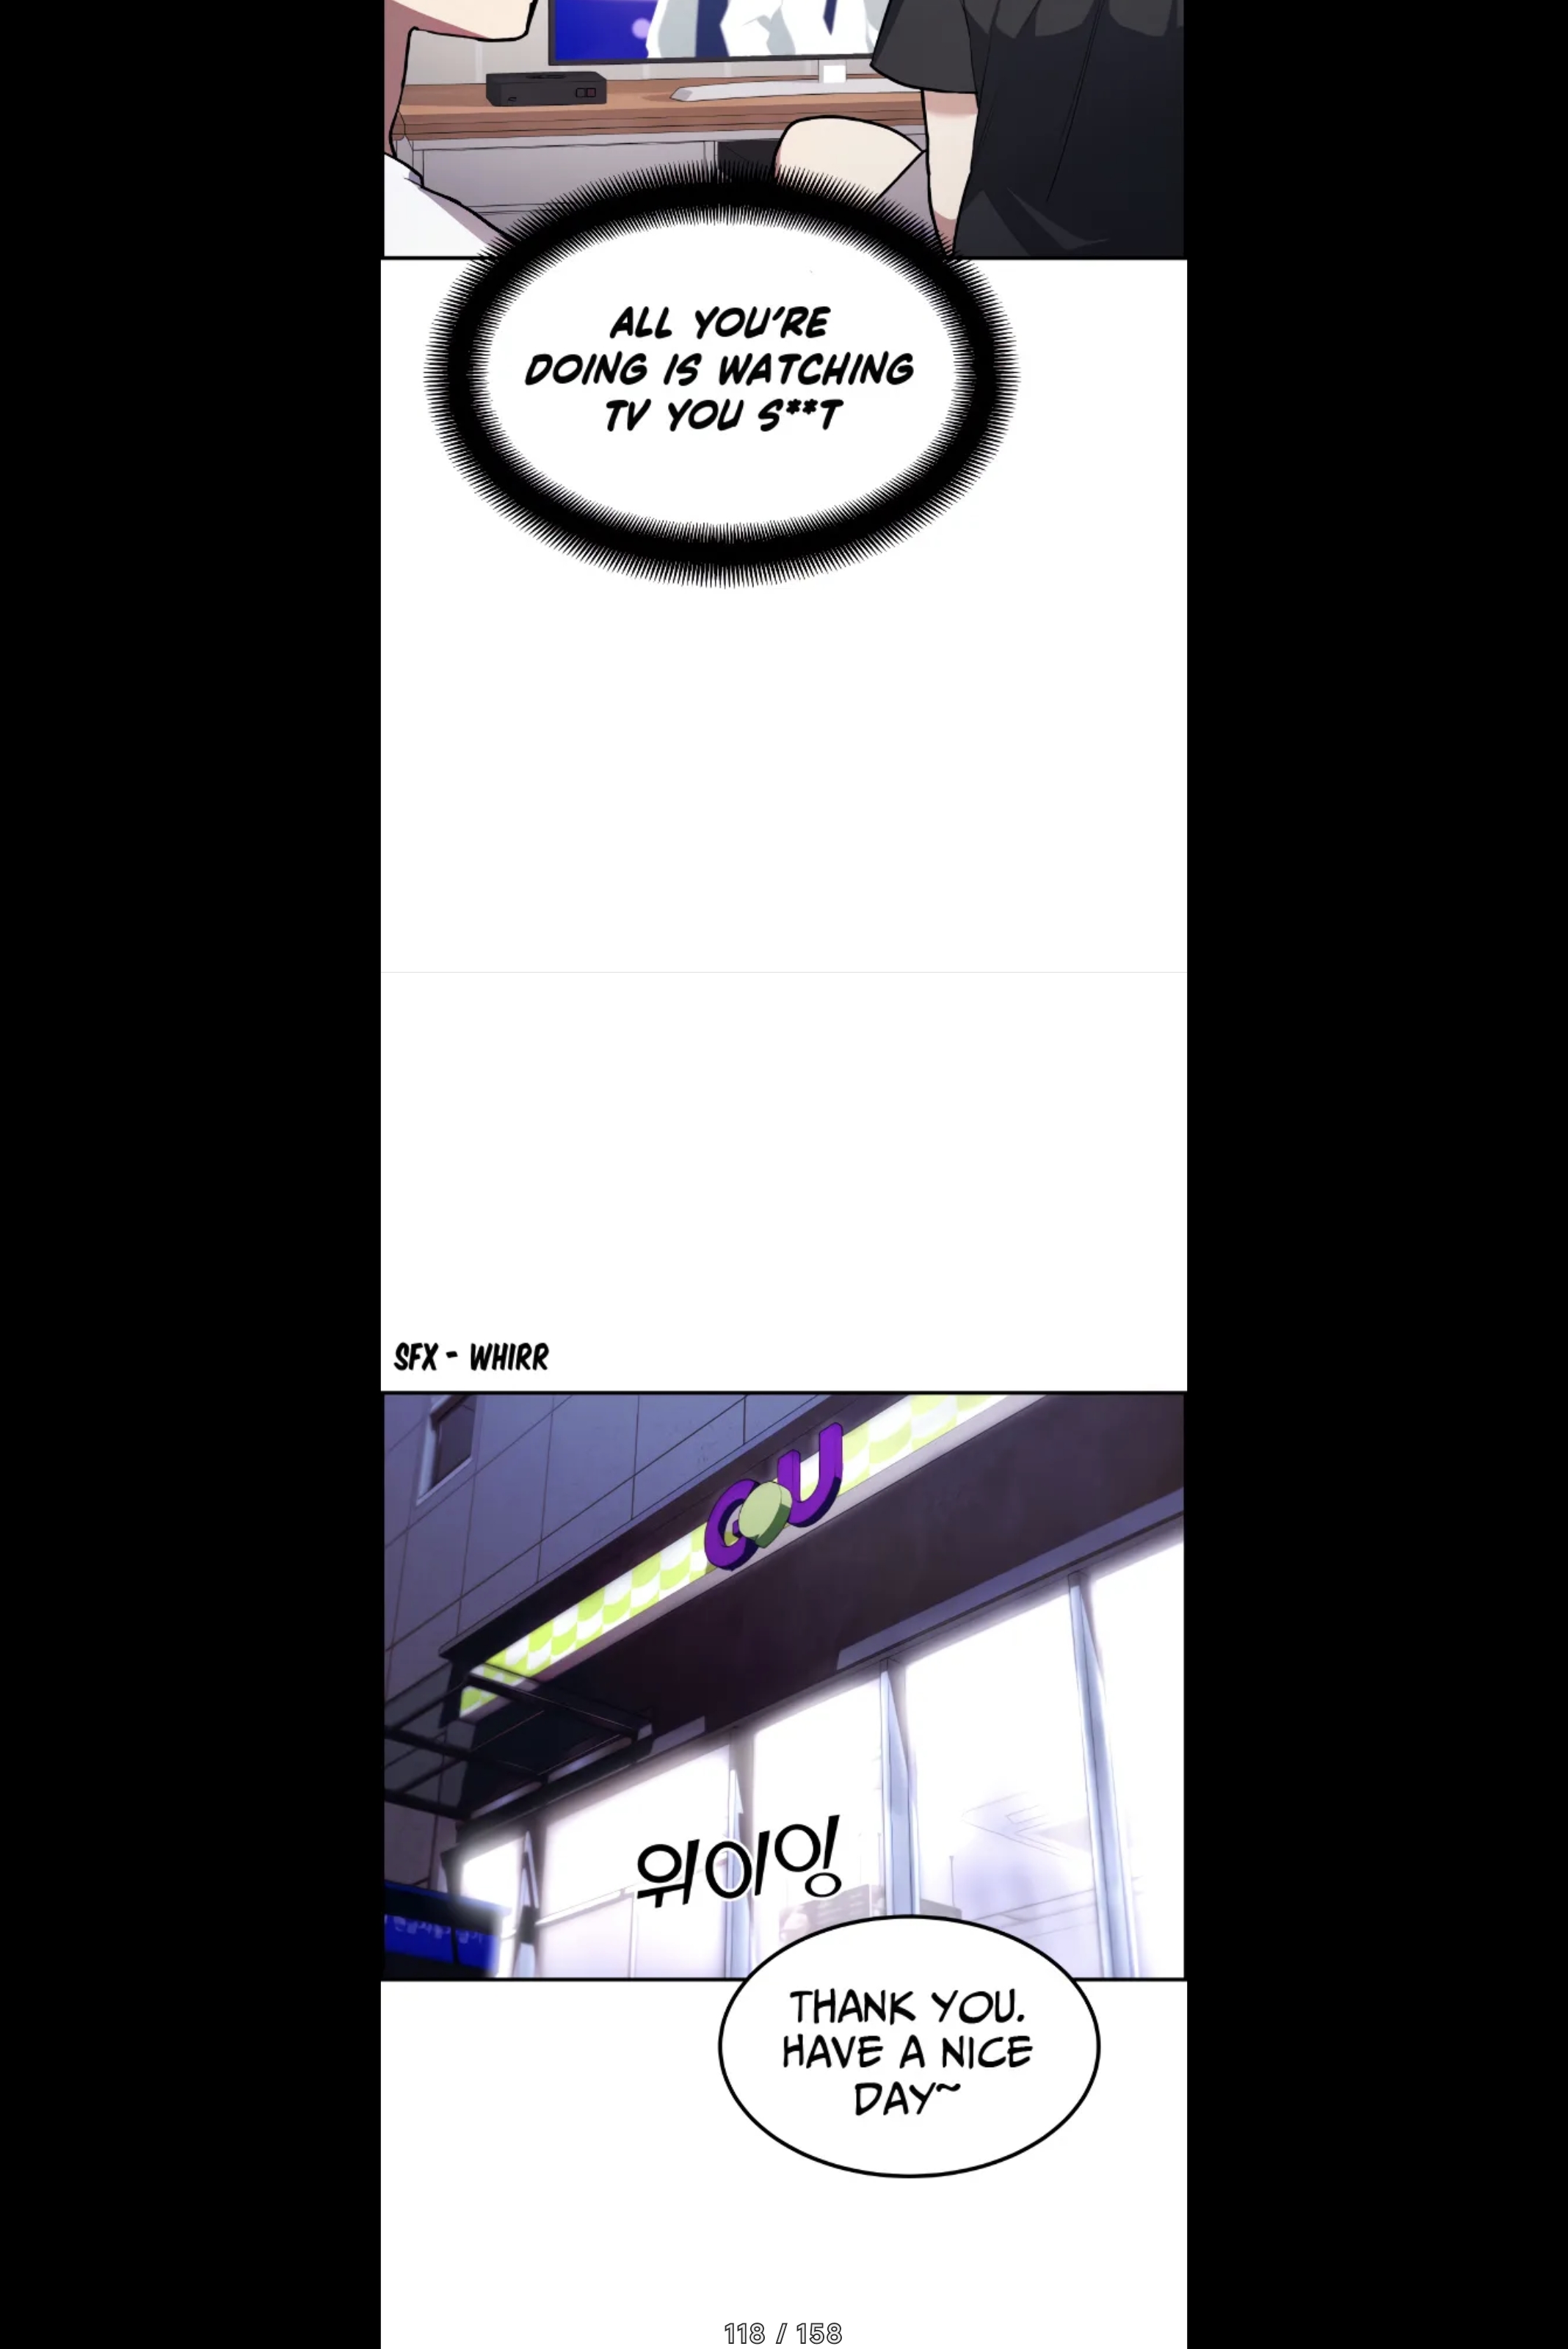 ALL YOU'RE
DOING IS WATCHING
TV YOU S**T
SFX - WHIRR
CU
위이잉
THANK YOU.
HAVE A NICE
DAY~
118 / 158